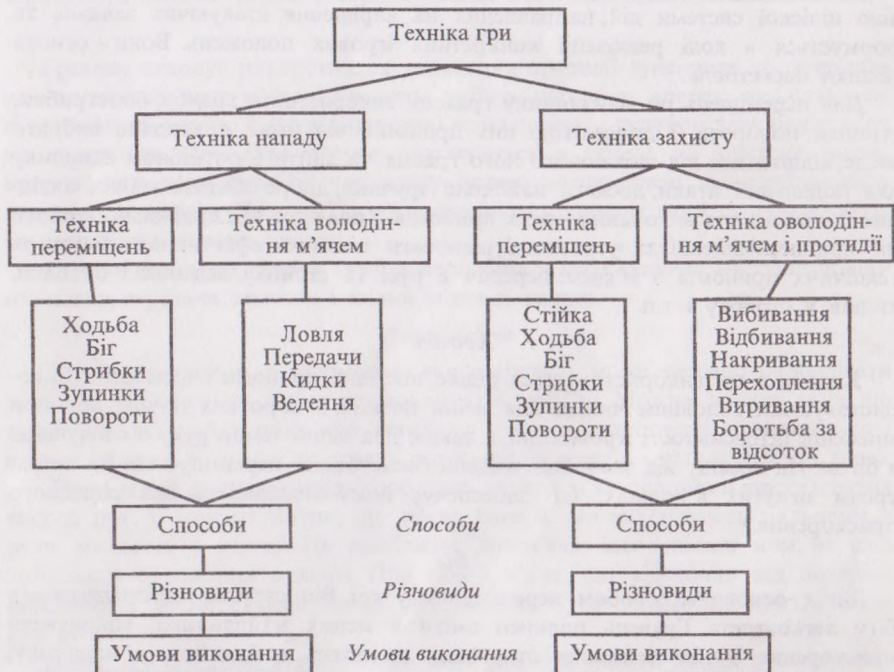 Техніка гри
Техніка нападу
Техніка захисту
Техніка
переміщень
Техніка володін-
ня м’ячем
Техніка
переміщень
Техніка оволодін-
ня м’ячем і протидії
Ходьба
Біг
Стрибки
Зупинки
Повороти
Ловля
Передачи
Кидки
Ведення
Стійка
Ходьба
Біг
Стрибки
Зупинки
Повороти
Вибивання
Відбивання
Накривання
Перехоплення
Виривання
Боротьба за
відсоток
Способи
Способи
Способи
Різновиди
Різновиди
Різновиди
Умови виконання
Умови виконання
Умови виконання